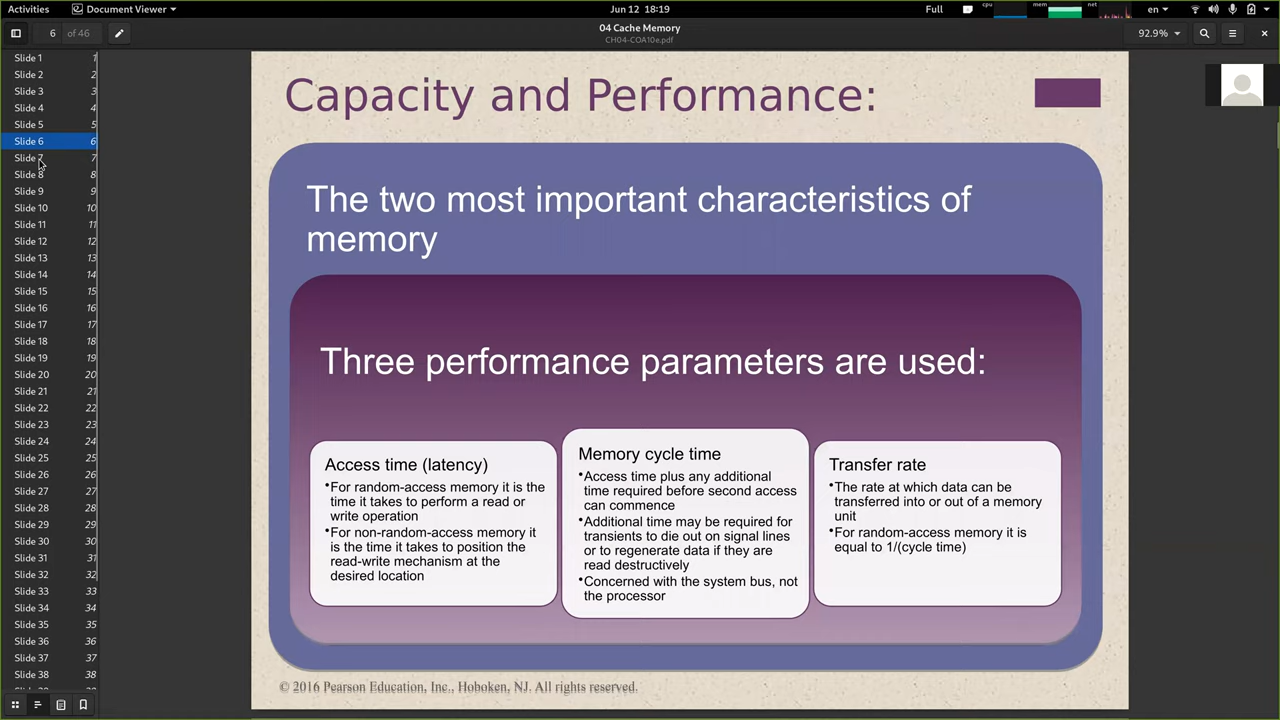 Activities
Document Viewer
Jun 12 18:19
Full
cpu
mem
net
en
6 of 46
04 Cache Memory
CH04-COA10e.pdf
92.9%
Slide 1 1
Slide 2 2
Slide 3 3
Slide 4 4
Slide 5 5
Slide 6 6
Slide 7 7
Slide 8 8
Slide 9 9
Slide 10 10
Slide 11 11
Slide 12 12
Slide 13 13
Slide 14 14
Slide 15 15
Slide 16 16
Slide 17 17
Slide 18 18
Slide 19 19
Slide 20 20
Slide 21 21
Slide 22 22
Slide 23 23
Slide 24 24
Slide 25 25
Slide 26 26
Slide 27 27
Slide 28 28
Slide 29 29
Slide 30 30
Slide 31 31
Slide 32 32
Slide 33 33
Slide 34 34
Slide 35 35
Slide 36 36
Slide 37 37
Slide 38 38
Capacity and Performance:
The two most important characteristics of
memory
Three performance parameters are used:
Access time (latency)
•For random-access memory it is the
time it takes to perform a read or
write operation
•For non-random-access memory it
is the time it takes to position the
read-write mechanism at the
desired location
Memory cycle time
•Access time plus any additional
time required before second access
can commence
•Additional time may be required for
transients to die out on signal lines
or to regenerate data if they are
read destructively
•Concerned with the system bus, not
the processor
Transfer rate
•The rate at which data can be
transferred into or out of a memory
unit
•For random-access memory it is
equal to 1/(cycle time)
© 2016 Pearson Education, Inc., Hoboken, NJ. All rights reserved.